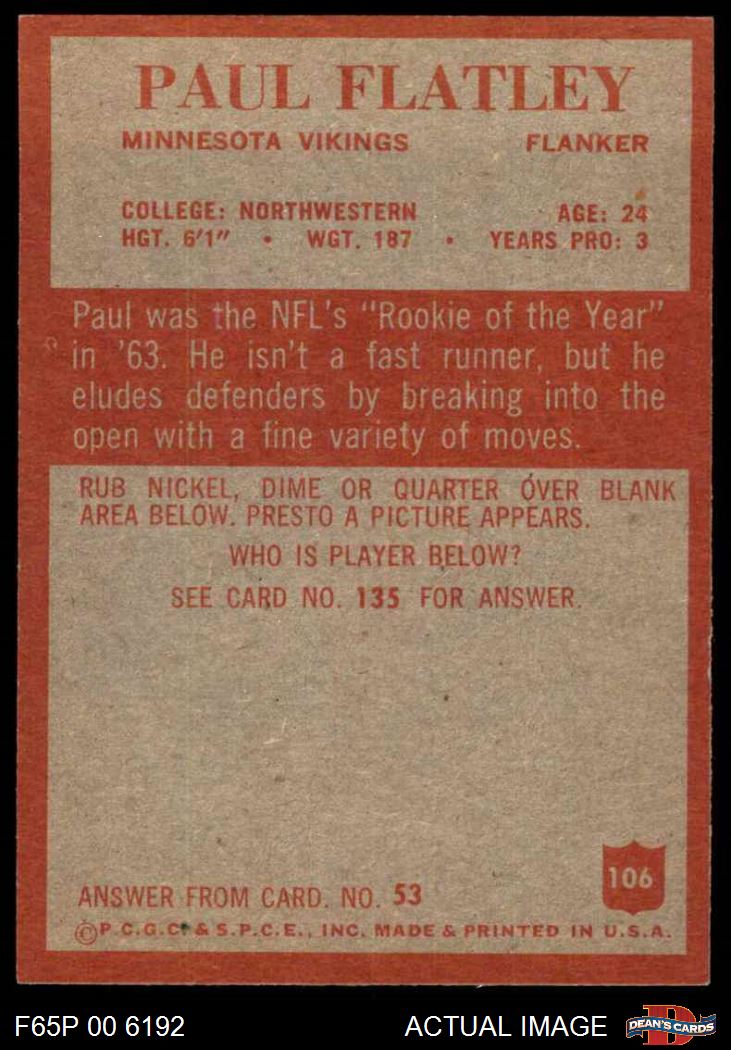 PAUL FLATLEY
MINNESOTA VIKINGS FLANKER
COLLEGE: NORTHWESTERN AGE: 24
HGT. 6'1" • WGT. 187 • YEARS PRO: 3
Paul was the NFL's "Rookie of the Year"
in '63. He isn't a fast runner, but he
eludes defenders by breaking into the
open with a fine variety of moves.
RUB NICKEL, DIME OR QUARTER OVER BLANK
AREA BELOW. PRESTO A PICTURE APPEARS.
WHO IS PLAYER BELOW?
SEE CARD NO. 135 FOR ANSWER.
106
ANSWER FROM CARD. NO. 53
©P.C.G.C. & S.P.C.E., INC. MADE & PRINTED IN U.S.A.
F65P 00 6192 ACTUAL IMAGE D DEAN'S CARDS